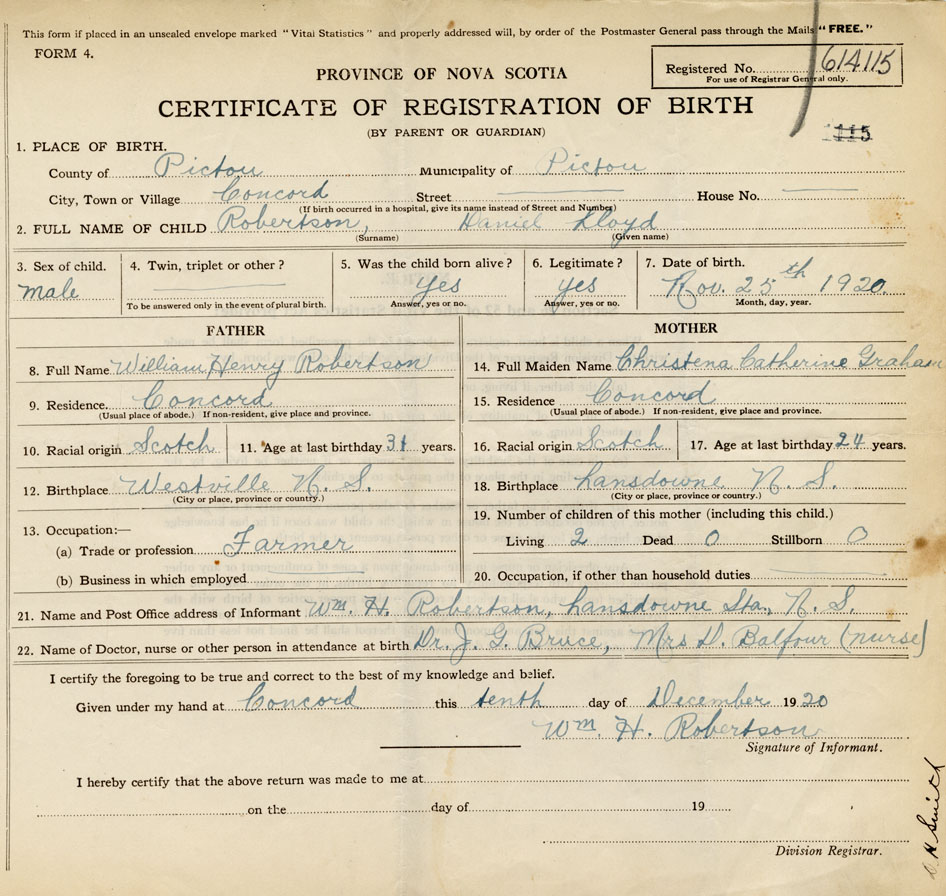 This form if placed in an unsealed envelope marked "Vital Statistics" and properly addressed will, by order of the Postmaster General pass through the Mails "FREE."
FORM 4.
Registered No. 614115
For use of Registrar General only.
PROVINCE OF NOVA SCOTIA
CERTIFICATE OF REGISTRATION OF BIRTH
(BY PARENT OR GUARDIAN)
1115
1. PLACE OF BIRTH.
County of Pictou Municipality of Pictou
City, Town or Village Concord Street House No.
(If birth occurred in a hospital, give its name instead of Street and Number)
2. FULL NAME OF CHILD Robertson, Daniel Lloyd
(Surname) (Given name)
3. Sex of child. 4. Twin, triplet or other? 5. Was the child born alive? 6. Legitimate? 7. Date of birth.
male yes yes Nov. 25th 1920
To be answered only in the event of plural birth. Answer, yes or no. Answer, yes or no. Month, day, year.
FATHER MOTHER
8. Full Name William Henry Robertson 14. Full Maiden Name Christena Catherine Graham
9. Residence. Concord 15. Residence Concord
(Usual place of abode.) If non-resident, give place and province. (Usual place of abode.) If non-resident, give place and province.
10. Racial origin Scotch 11. Age at last birthday 31 years. 16. Racial origin Scotch 17. Age at last birthday 24 years.
12. Birthplace Westville N. S. 18. Birthplace Lansdowne N. S.
(City or place, province or country.) (City or place, province or country.)
13. Occupation:— 19. Number of children of this mother (including this child.)
(a) Trade or profession Farmer Living 2 Dead 0 Stillborn 0
(b) Business in which employed 20. Occupation, if other than household duties
21. Name and Post Office address of Informant Wm. H. Robertson, Lansdowne Sta., N. S.
22. Name of Doctor, nurse or other person in attendance at birth Dr. J. G. Bruce, Mrs D. Balfour (nurse)
I certify the foregoing to be true and correct to the best of my knowledge and belief.
Given under my hand at Concord this tenth day of December 1920
Wm. H. Robertson
Signature of Informant.
I hereby certify that the above return was made to me at
on the day of 19
Division Registrar.
H Smith